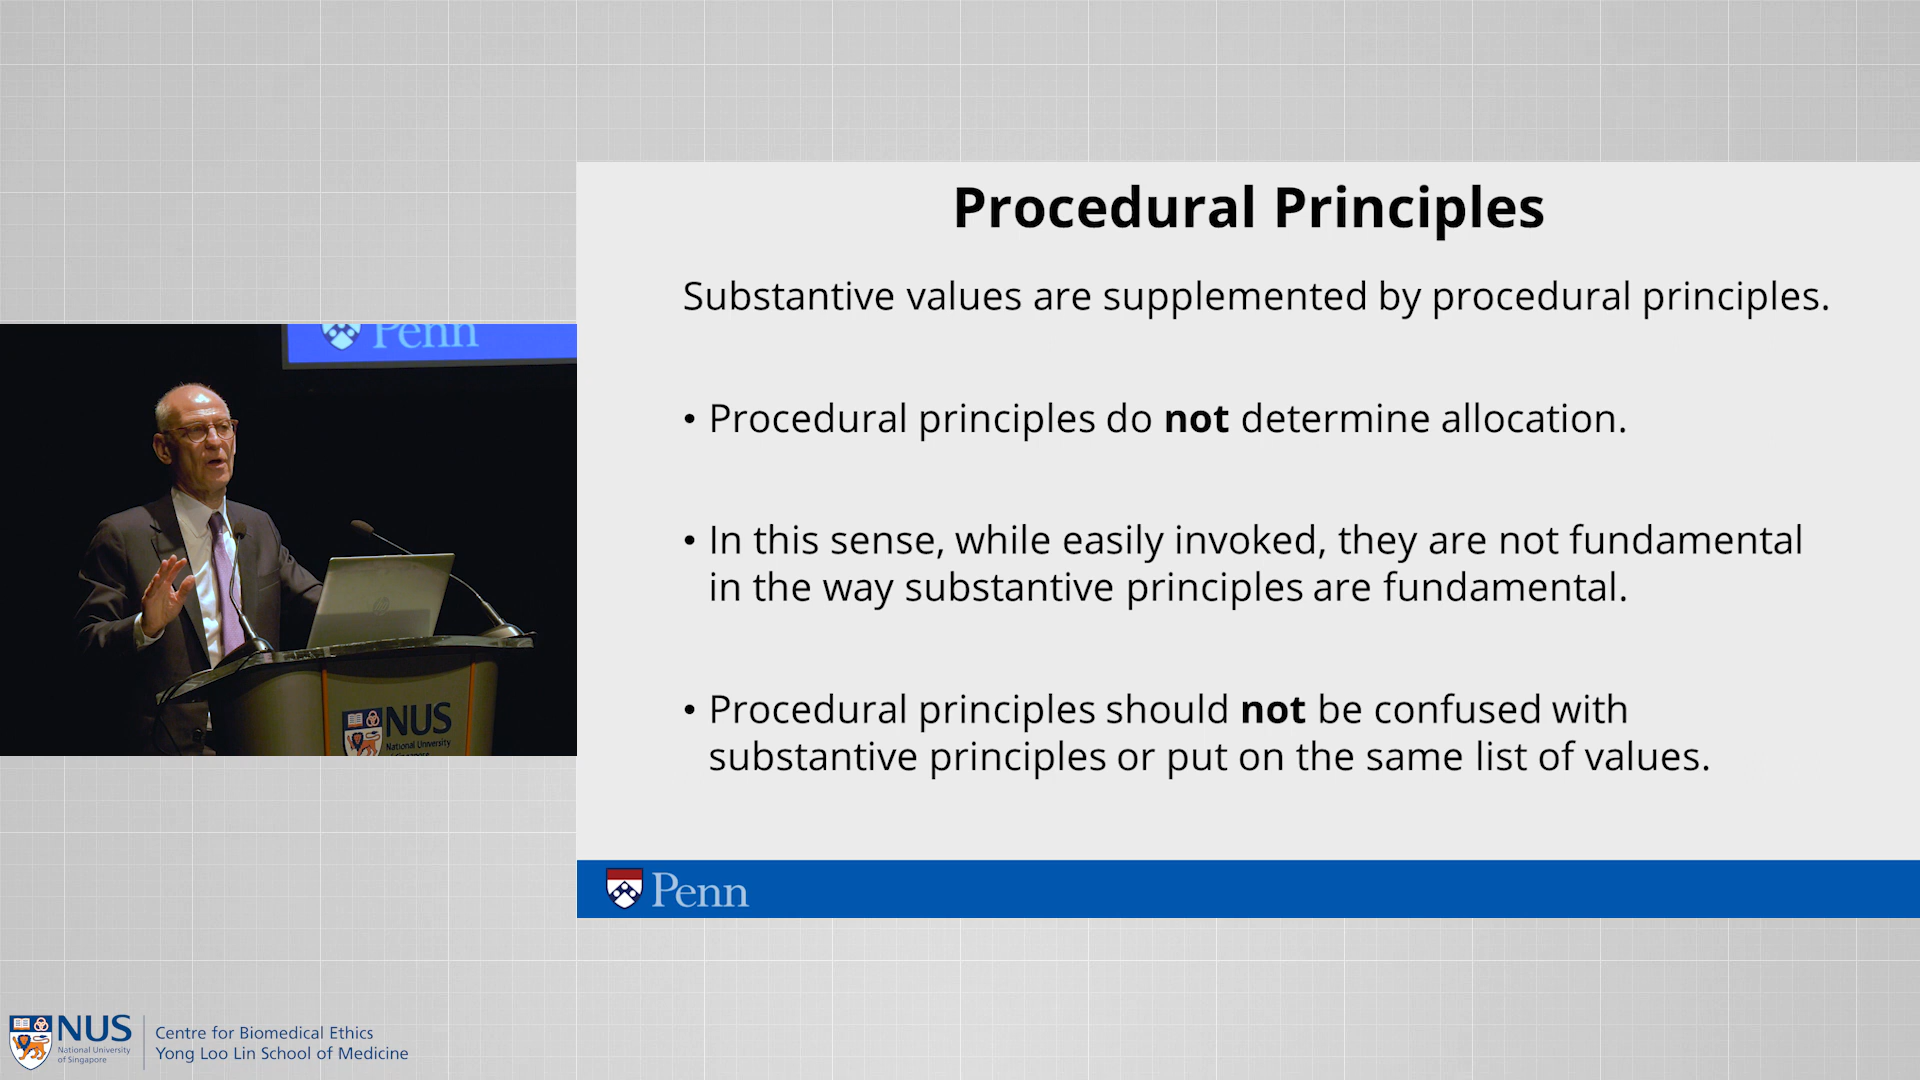 Procedural Principles
Substantive values are supplemented by procedural principles.
• Procedural principles do not determine allocation.
• In this sense, while easily invoked, they are not fundamental
in the way substantive principles are fundamental.
• Procedural principles should not be confused with
substantive principles or put on the same list of values.
Penn
Penn
NUS
National University
NUS
National University
of Singapore
Centre for Biomedical Ethics
Yong Loo Lin School of Medicine